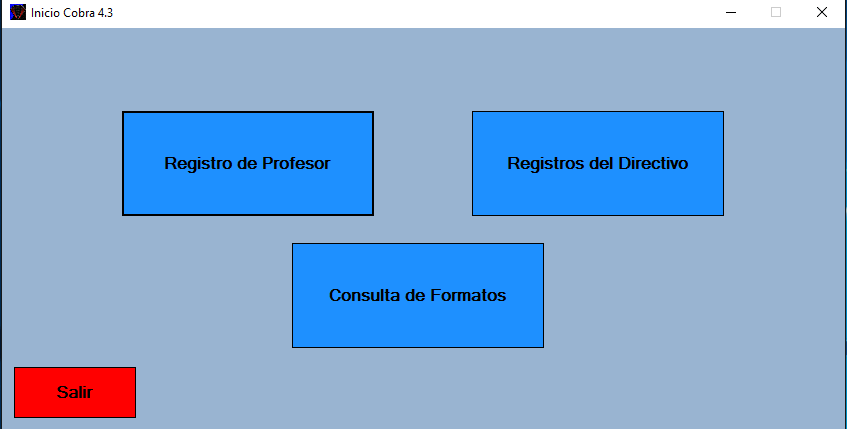 Inicio Cobra 4.3
Registro de Profesor
Registros del Directivo
Consulta de Formatos
Salir